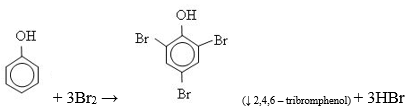 OH
OH
Br
Br
Br
+ 3Br₂ → (↓ 2,4,6 – tribromphenol) + 3HBr